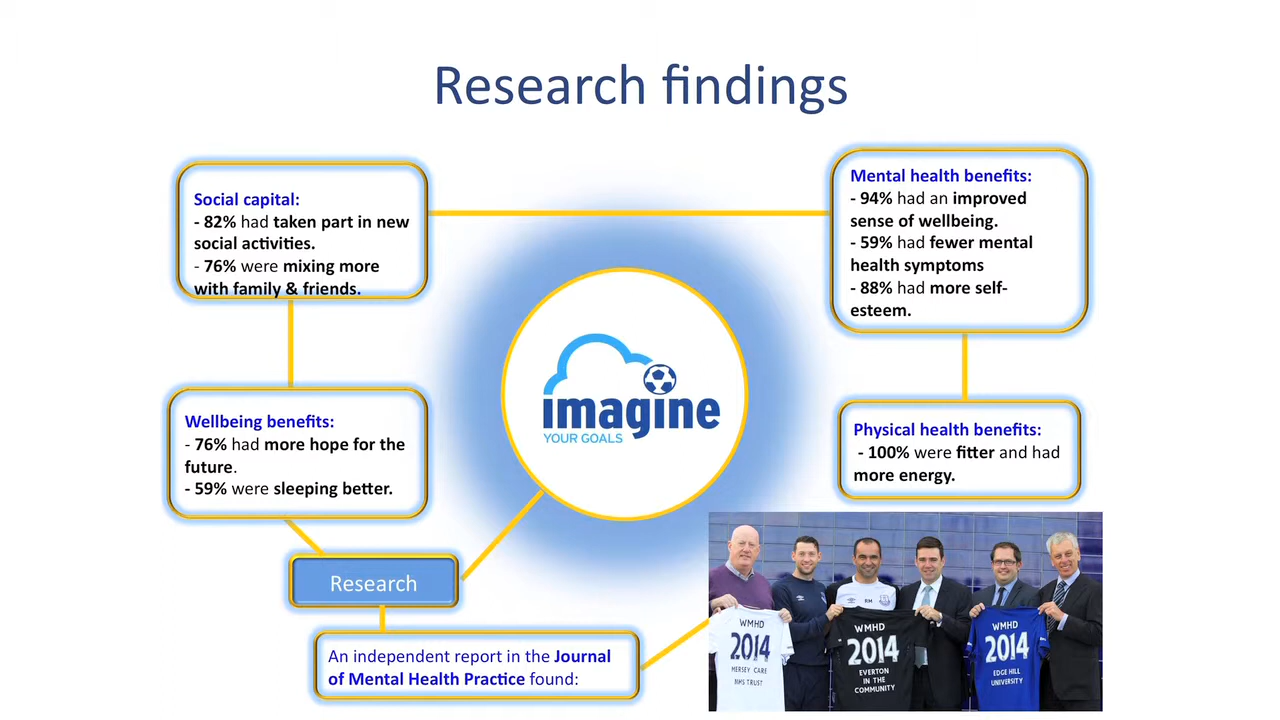 Research findings
Social capital:
- 82% had taken part in new
social activities.
- 76% were mixing more
with family & friends.
Mental health benefits:
- 94% had an improved
sense of wellbeing.
- 59% had fewer mental
health symptoms
- 88% had more self-
esteem.
imagine
YOUR GOALS
Wellbeing benefits:
- 76% had more hope for the
future.
- 59% were sleeping better.
Physical health benefits:
- 100% were fitter and had
more energy.
Research
An independent report in the Journal
of Mental Health Practice found:
RM
WMHD
2014
MERSEY CARE
NHS TRUST
WMHD
2014
EVERTON
IN THE
COMMUNITY
WMHD
2014
EDGE HILL
UNIVERSITY